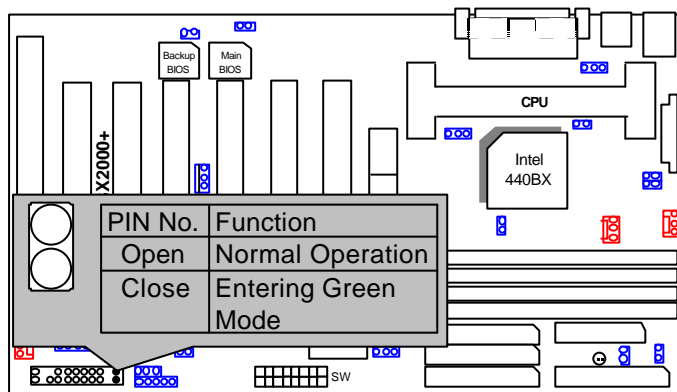 Backup
BIOS
Main
BIOS
CPU
Intel
440BX
X2000+
PIN No. Function
Open Normal Operation
Close Entering Green
Mode
SW